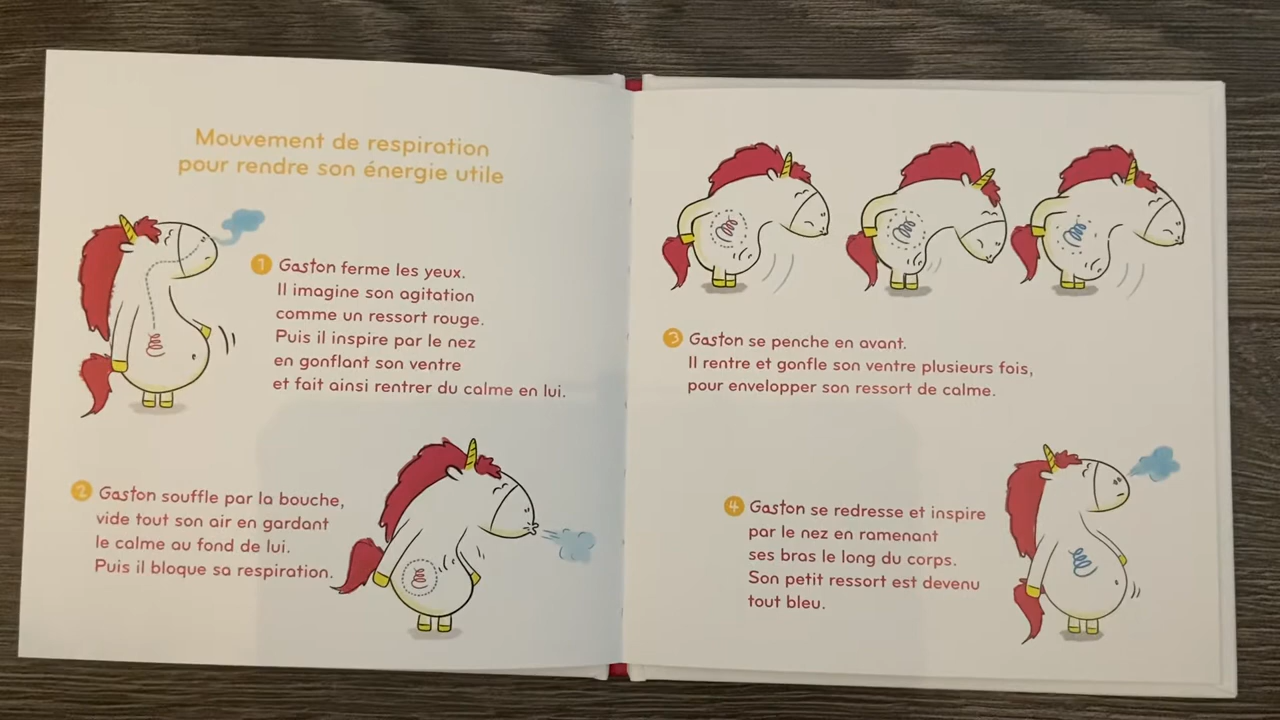 Mouvement de respiration
pour rendre son énergie utile
1 Gaston ferme les yeux.
Il imagine son agitation
comme un ressort rouge.
Puis il inspire par le nez
en gonflant son ventre
et fait ainsi rentrer du calme en lui.
2 Gaston souffle par la bouche,
vide tout son air en gardant
le calme au fond de lui.
Puis il bloque sa respiration.
3 Gaston se penche en avant.
Il rentre et gonfle son ventre plusieurs fois,
pour envelopper son ressort de calme.
4 Gaston se redresse et inspire
par le nez en ramenant
ses bras le long du corps.
Son petit ressort est devenu
tout bleu.